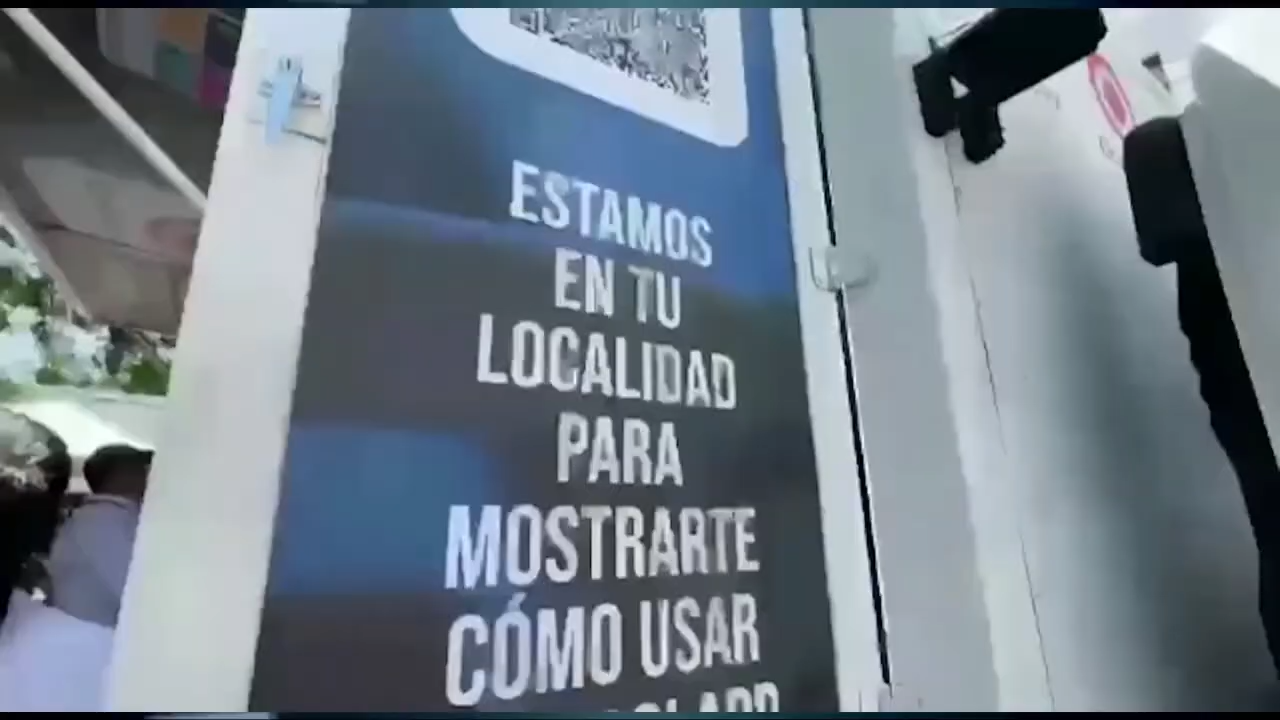 ESTAMOS
EN TU
LOCALIDAD
PARA
MOSTRARTE
CÓMO USAR